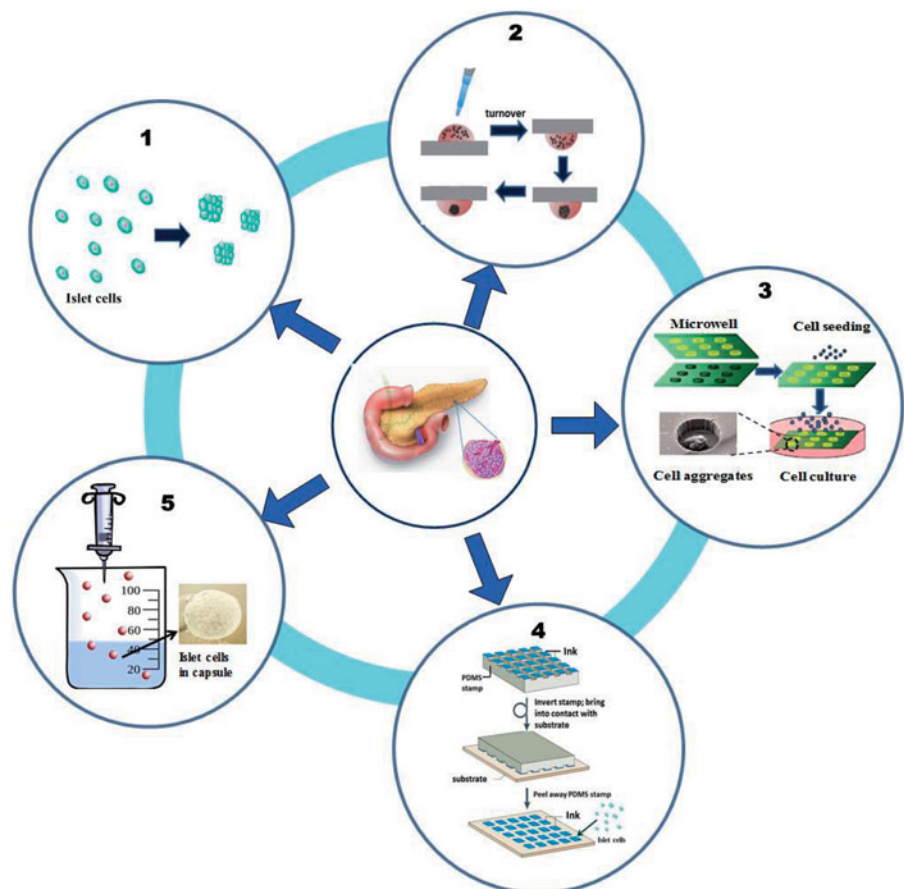 1
Islet cells
2
turnover
3
Microwell
Cell seeding
Cell aggregates
Cell culture
4
Ink
PDMS
stamp
Invert stamp; bring
into contact with
substrate
substrate
Peel away PDMS stamp
Ink
Islet cells
5
100
80
60
40
20
Islet cells
in capsule